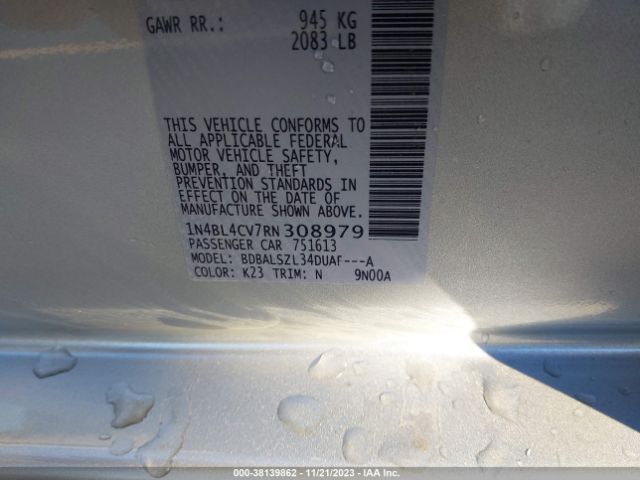 GAWR RR.: 945 KG
2083 LB
THIS VEHICLE CONFORMS TO
ALL APPLICABLE FEDERAL
MOTOR VEHICLE SAFETY,
BUMPER, AND THEFT
PREVENTION STANDARDS IN
EFFECT ON THE DATE OF
MANUFACTURE SHOWN ABOVE.
1N4BL4CV7RN308979
PASSENGER CAR 751613
MODEL: BDBALSZL34DUAF---A
COLOR: K23 TRIM: N 9N00A
000-38139862 - 11/21/2023 - IAA Inc.